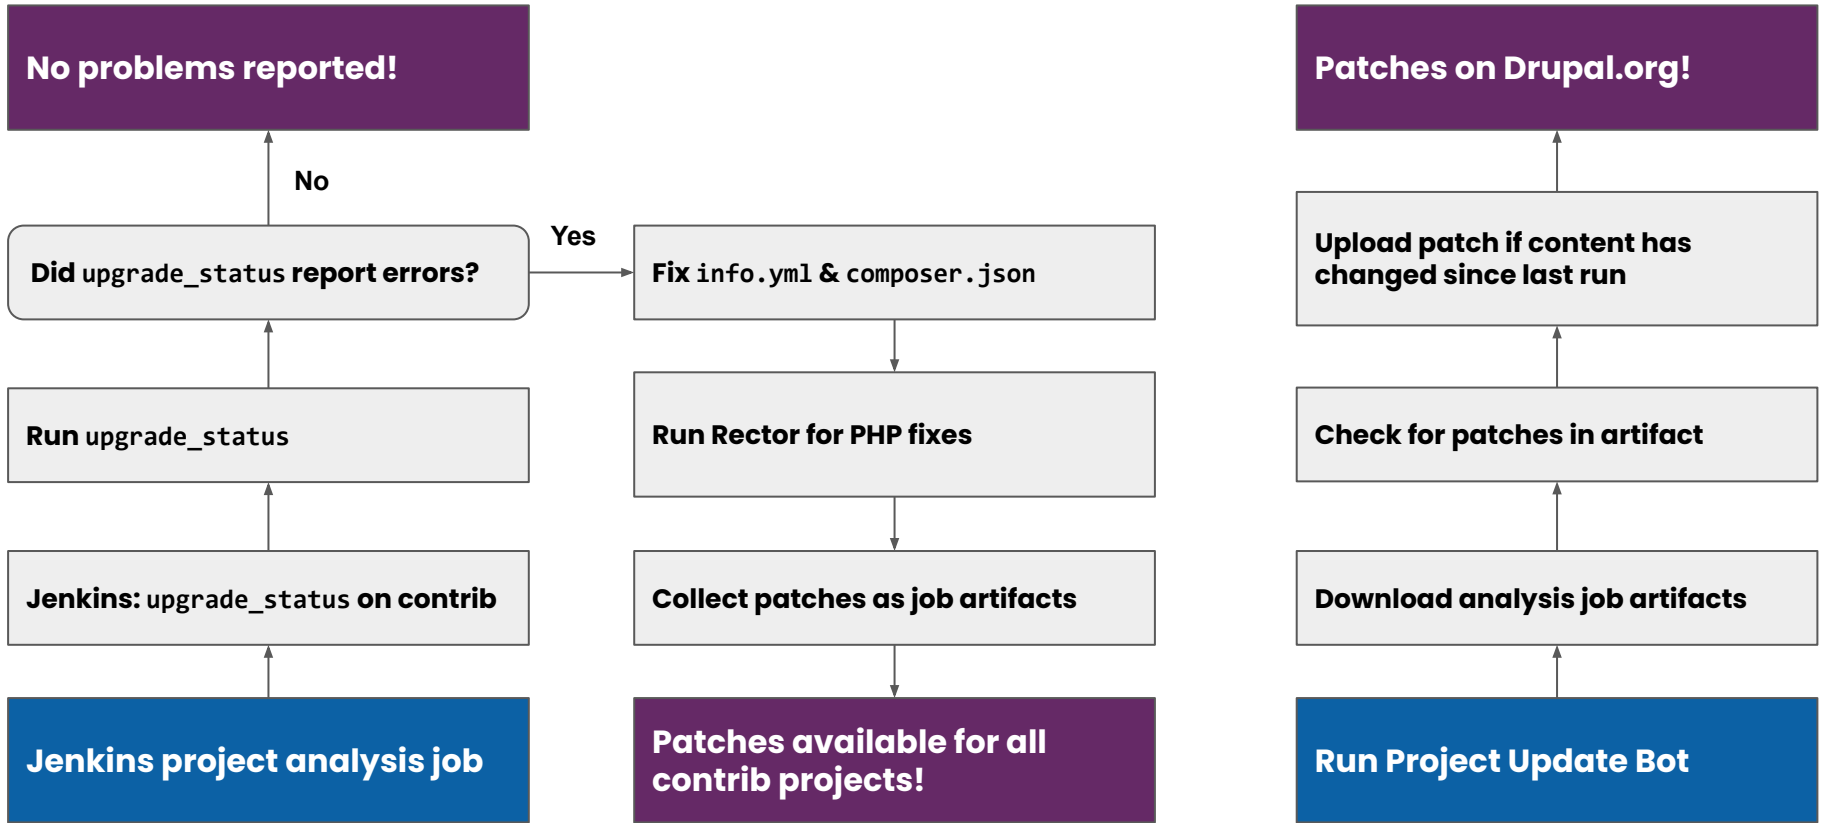 No problems reported!
No
Did upgrade_status report errors?
Run upgrade_status
Jenkins: upgrade_status on contrib
Jenkins project analysis job
Yes
Fix info.yml & composer.json
Run Rector for PHP fixes
Collect patches as job artifacts
Patches available for all
contrib projects!
Patches on Drupal.org!
Upload patch if content has
changed since last run
Check for patches in artifact
Download analysis job artifacts
Run Project Update Bot